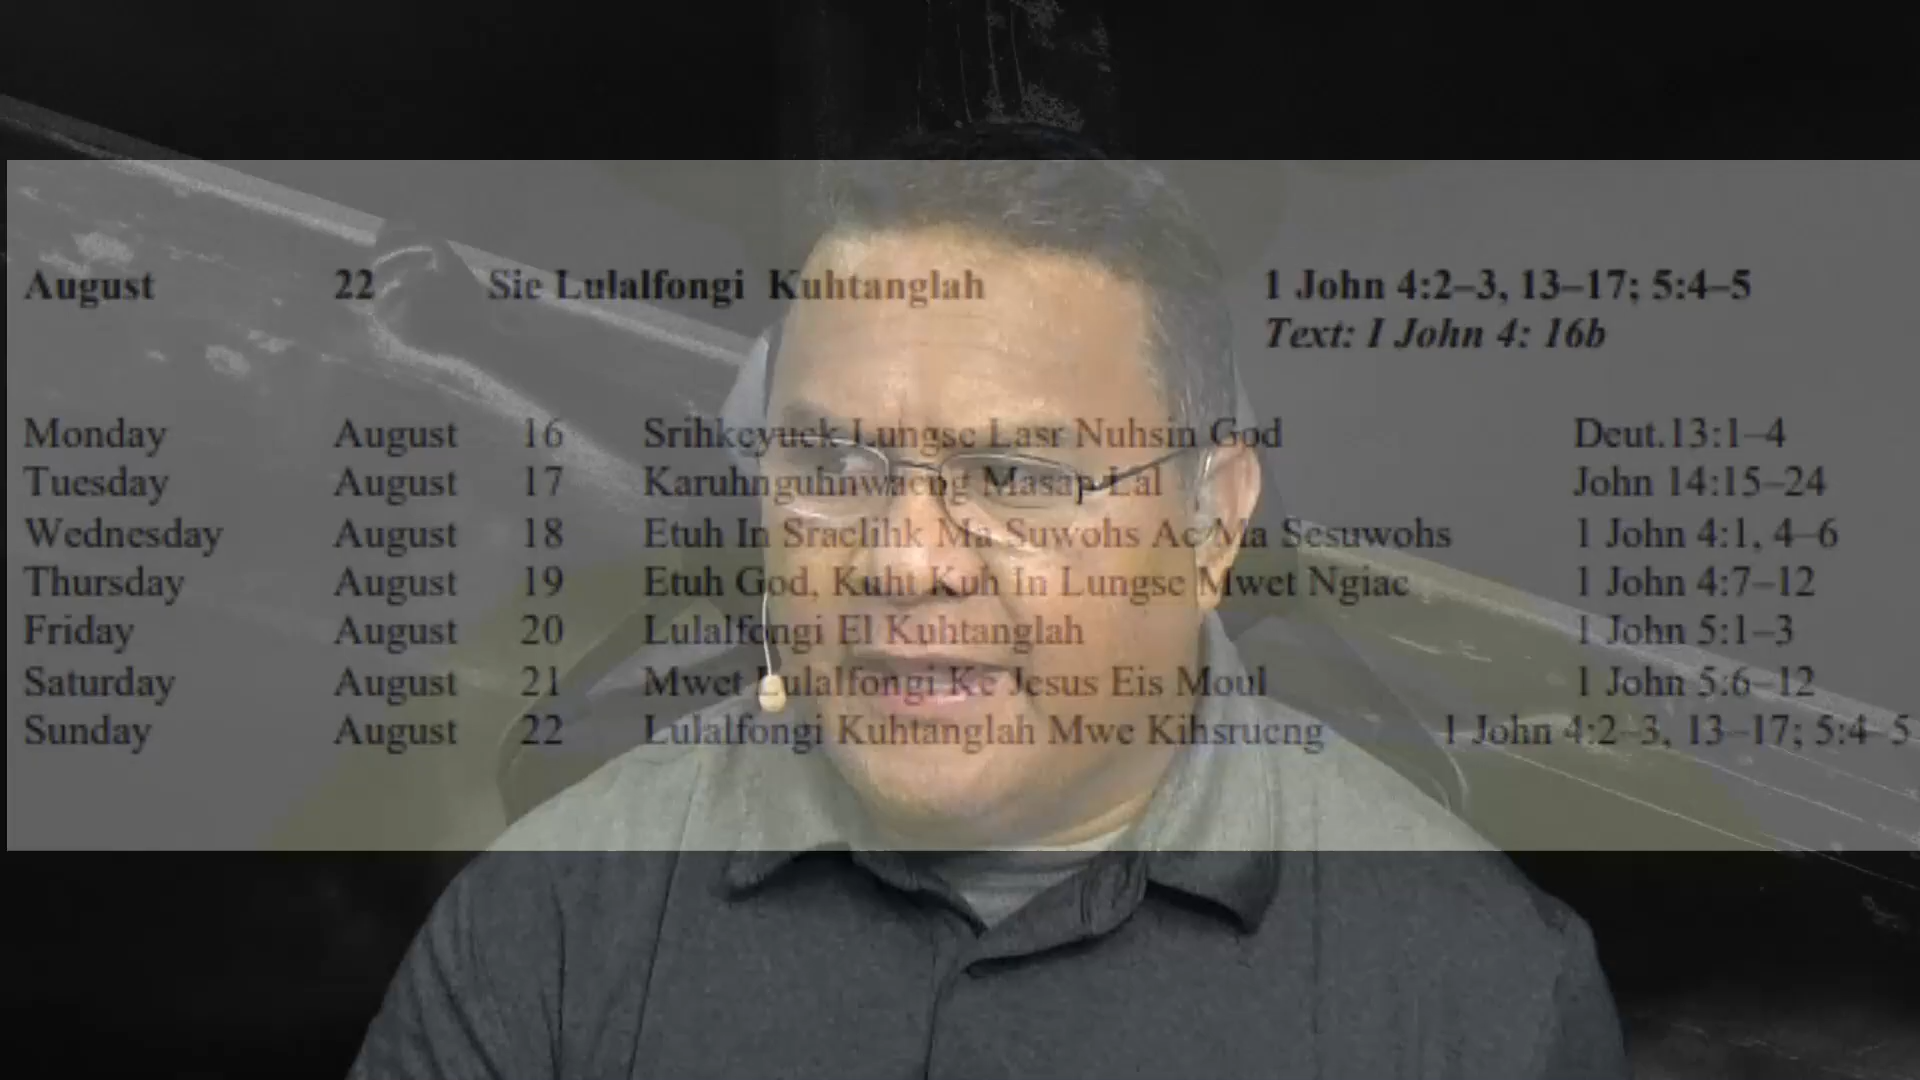 August 22 Sie Lulalfongi Kuhtanglah 1 John 4:2–3, 13–17; 5:4–5
Text: I John 4: 16b
Monday August 16 Srihkeyuek Lungse Lasr Nuhsin God Deut.13:1–4
Tuesday August 17 Karuhnguhnwacng Masap Lal John 14:15–24
Wednesday August 18 Etuh In Sraelihk Ma Suwohs Ac Ma Sesuwohs 1 John 4:1, 4–6
Thursday August 19 Etuh God, Kuht Kuh In Lungse Mwet Ngiac 1 John 4:7–12
Friday August 20 Lulalfongi El Kuhtanglah 1 John 5:1–3
Saturday August 21 Mwet Lulalfongi Ke Jesus Eis Moul 1 John 5:6–12
Sunday August 22 Lulalfongi Kuhtanglah Mwe Kihsrueng 1 John 4:2–3, 13–17; 5:4–5